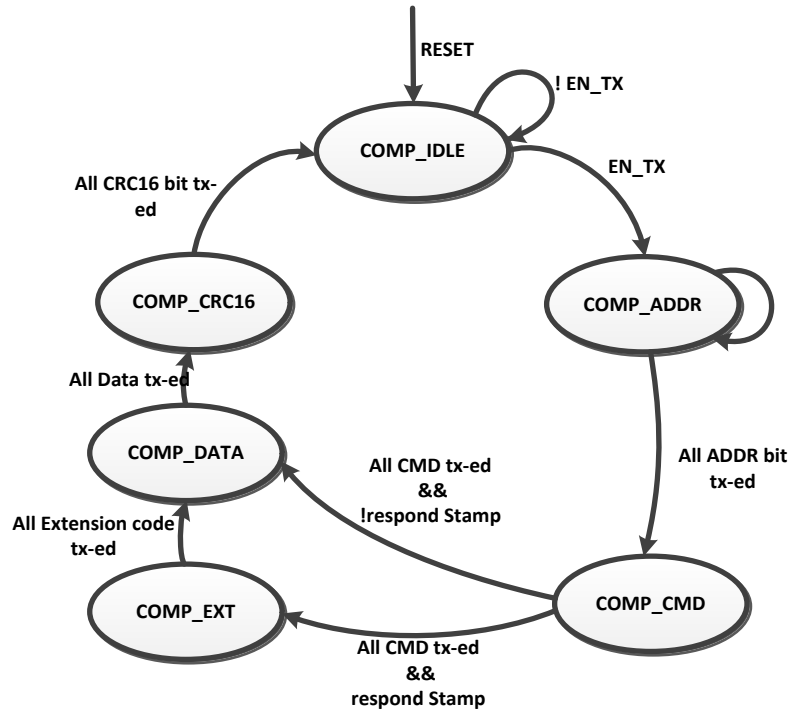 RESET
! EN_TX
COMP_IDLE
EN_TX
All CRC16 bit tx-
ed
COMP_CRC16
COMP_ADDR
All Data tx-ed
COMP_DATA
All CMD tx-ed
&&
!respond Stamp
All ADDR bit
tx-ed
All Extension code
tx-ed
COMP_EXT
COMP_CMD
All CMD tx-ed
&&
respond Stamp